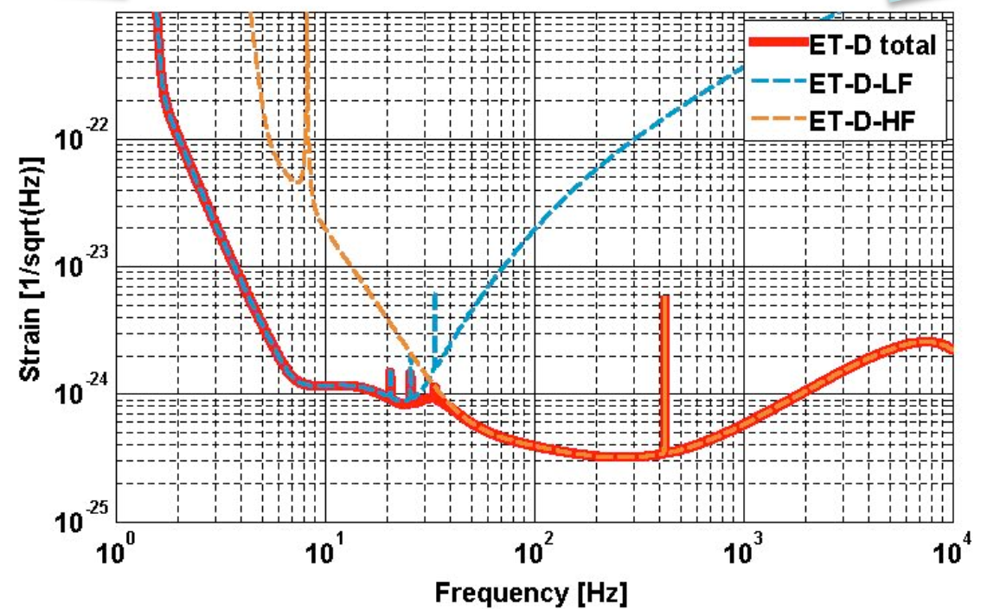 ET-D total
ET-D-LF
ET-D-HF
Strain [1/sqrt(Hz)]
10^-22
10^-23
10^-24
10^-25
10^0 10^1 10^2 10^3 10^4
Frequency [Hz]